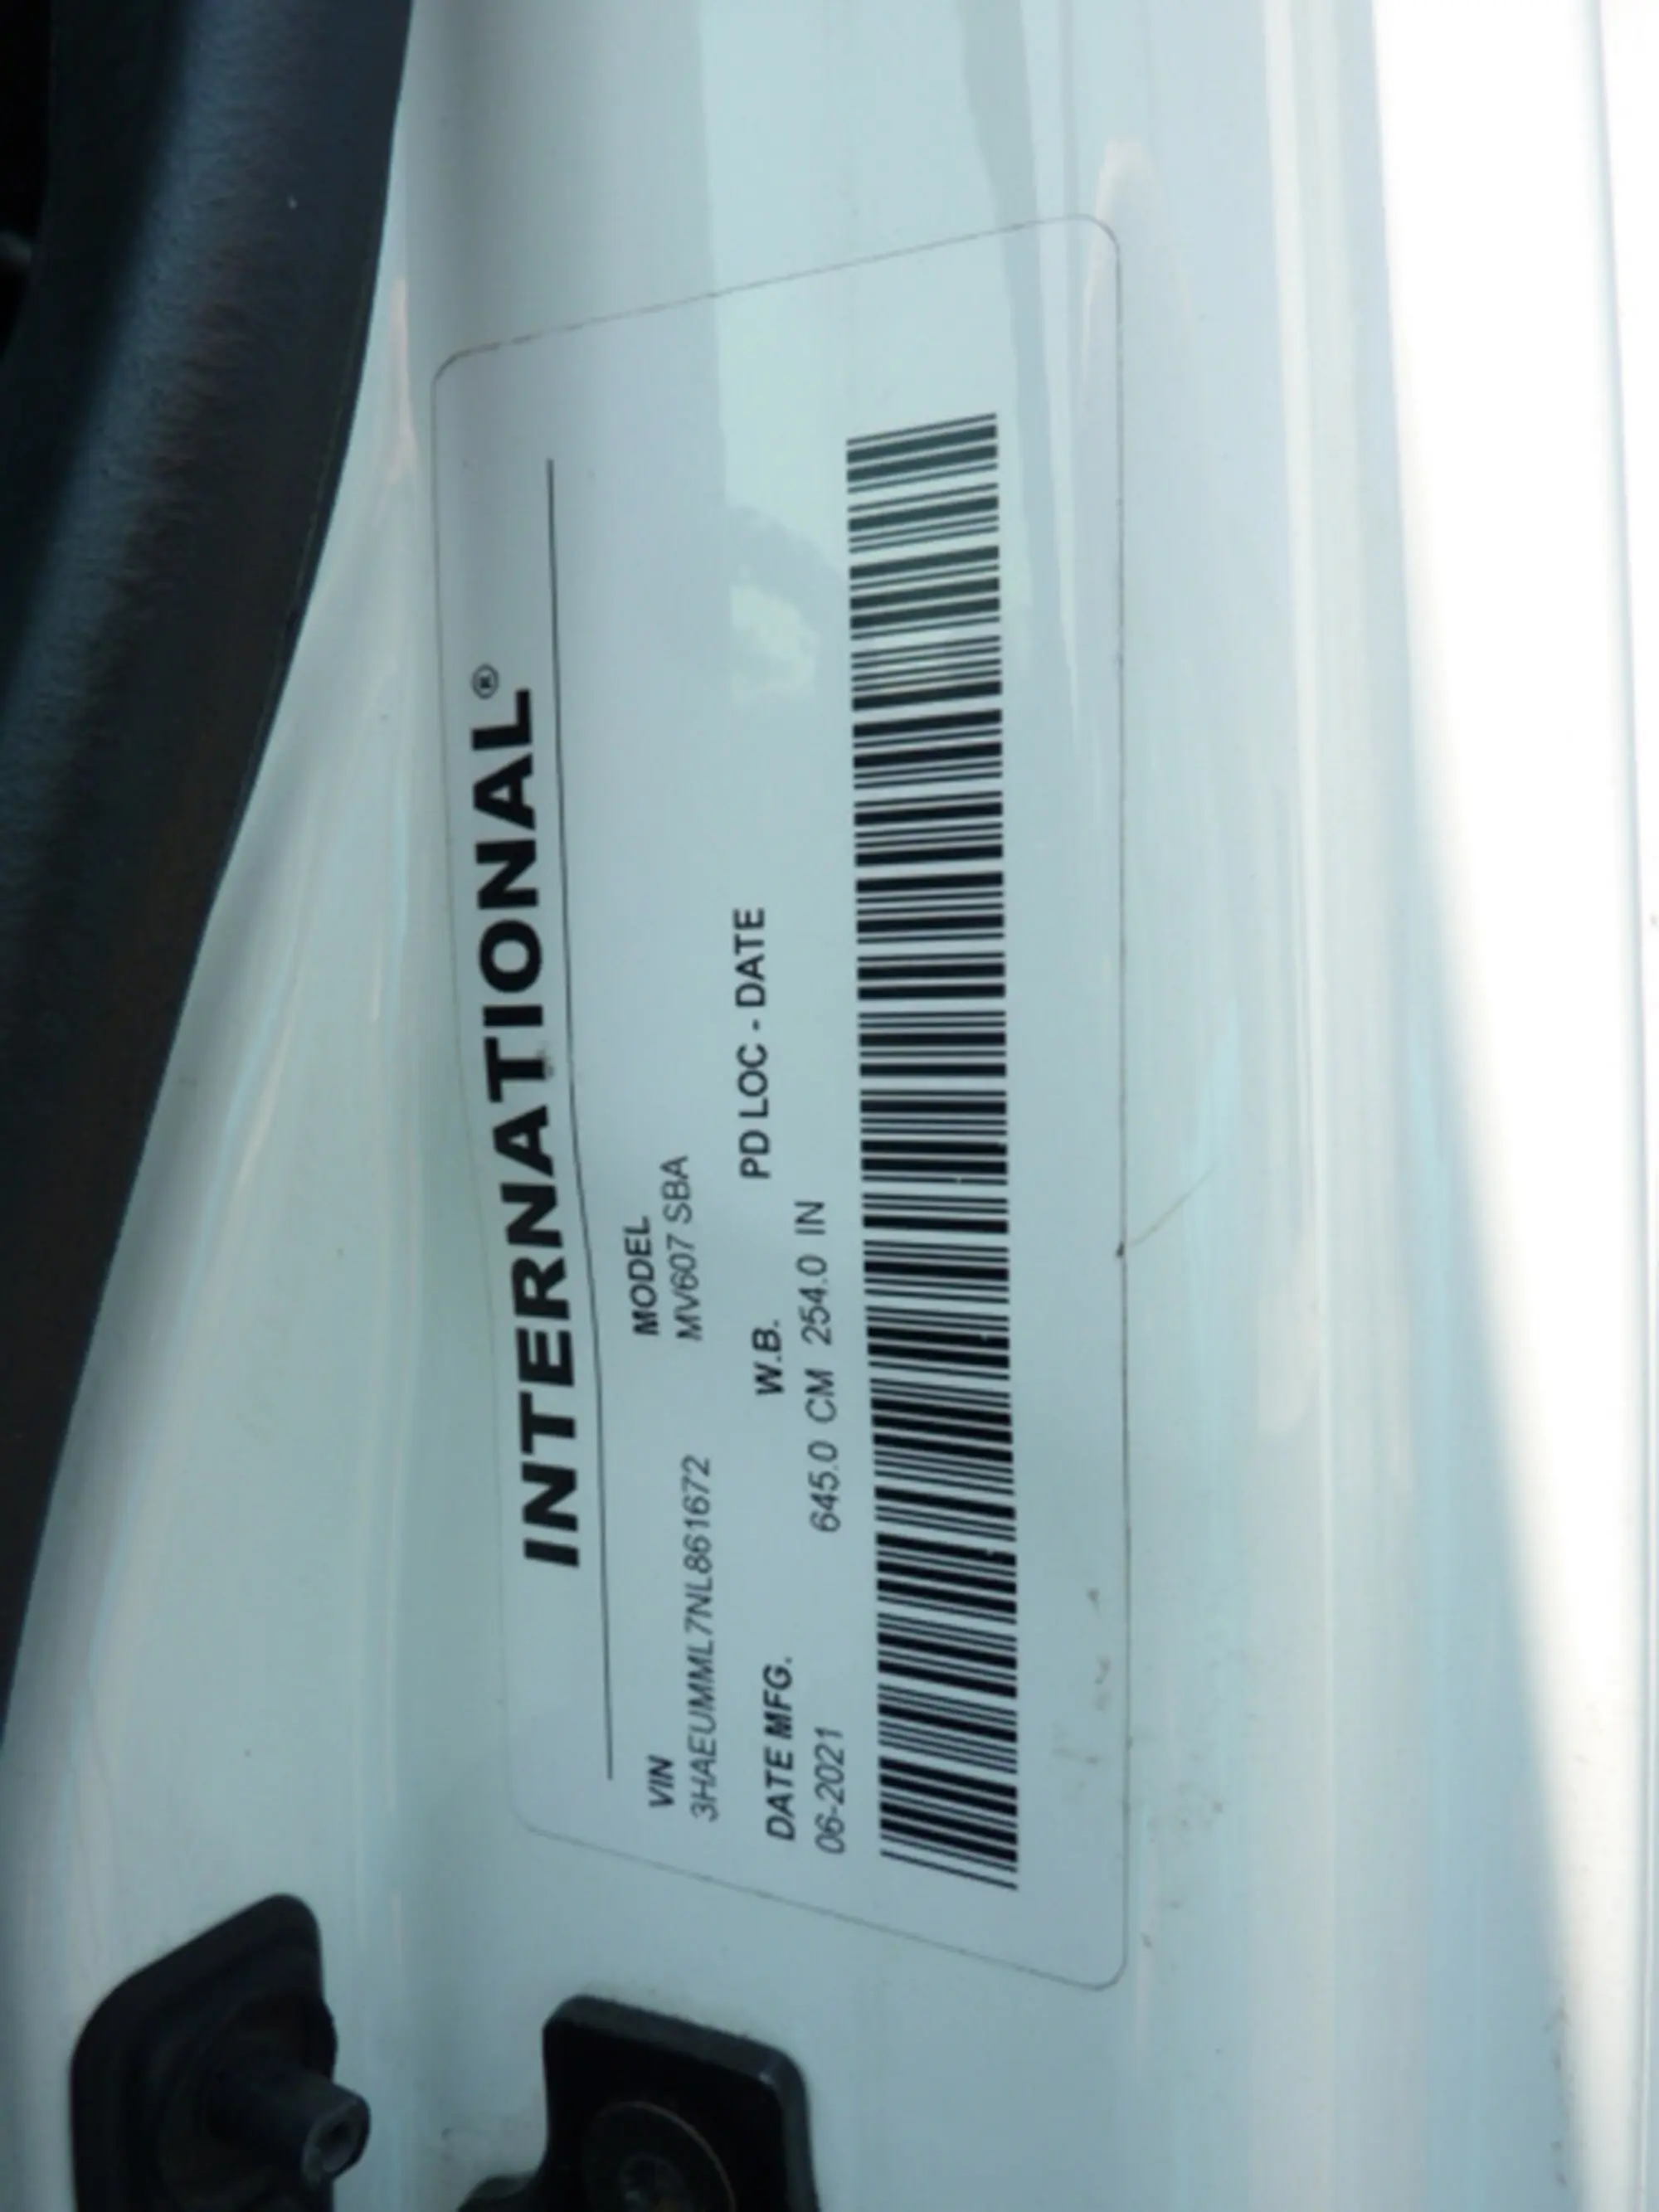 INTERNATIONAL®
VIN MODEL
3HAEUMML7NL861672 MV607 SBA
DATE MFG. W.B. PD LOC - DATE
06-2021 645.0 CM 254.0 IN